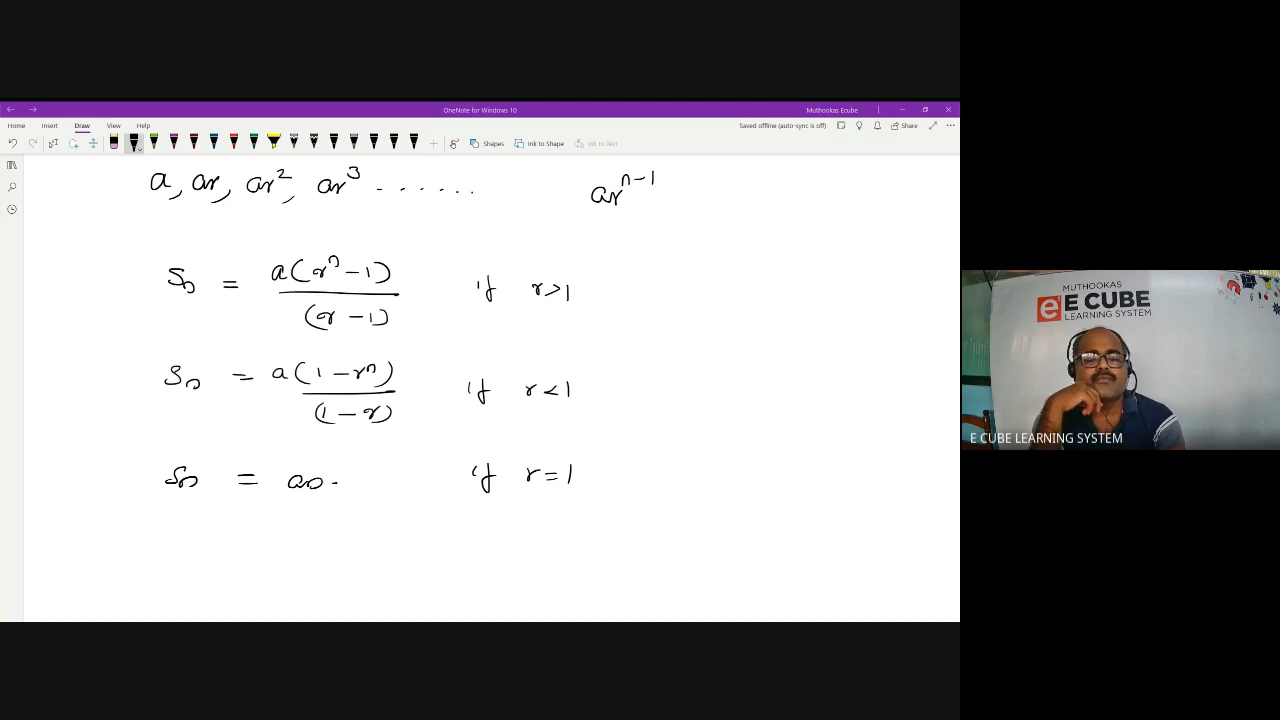 OneNote for Windows 10
Muthookas Ecube
Home Insert Draw View Help
Saved offline (auto-sync is off)
Share
Shapes
Ink to Shape
Ink to Text
a, ar, ar², ar³ . . . . . . . arⁿ⁻¹
Sn = a(rⁿ - 1) / (r - 1) if r > 1
Sn = a(1 - rⁿ) / (1 - r) if r < 1
Sn = an. if r = 1
MUTHOOKAS
e E CUBE
LEARNING SYSTEM
E CUBE LEARNING SYSTEM